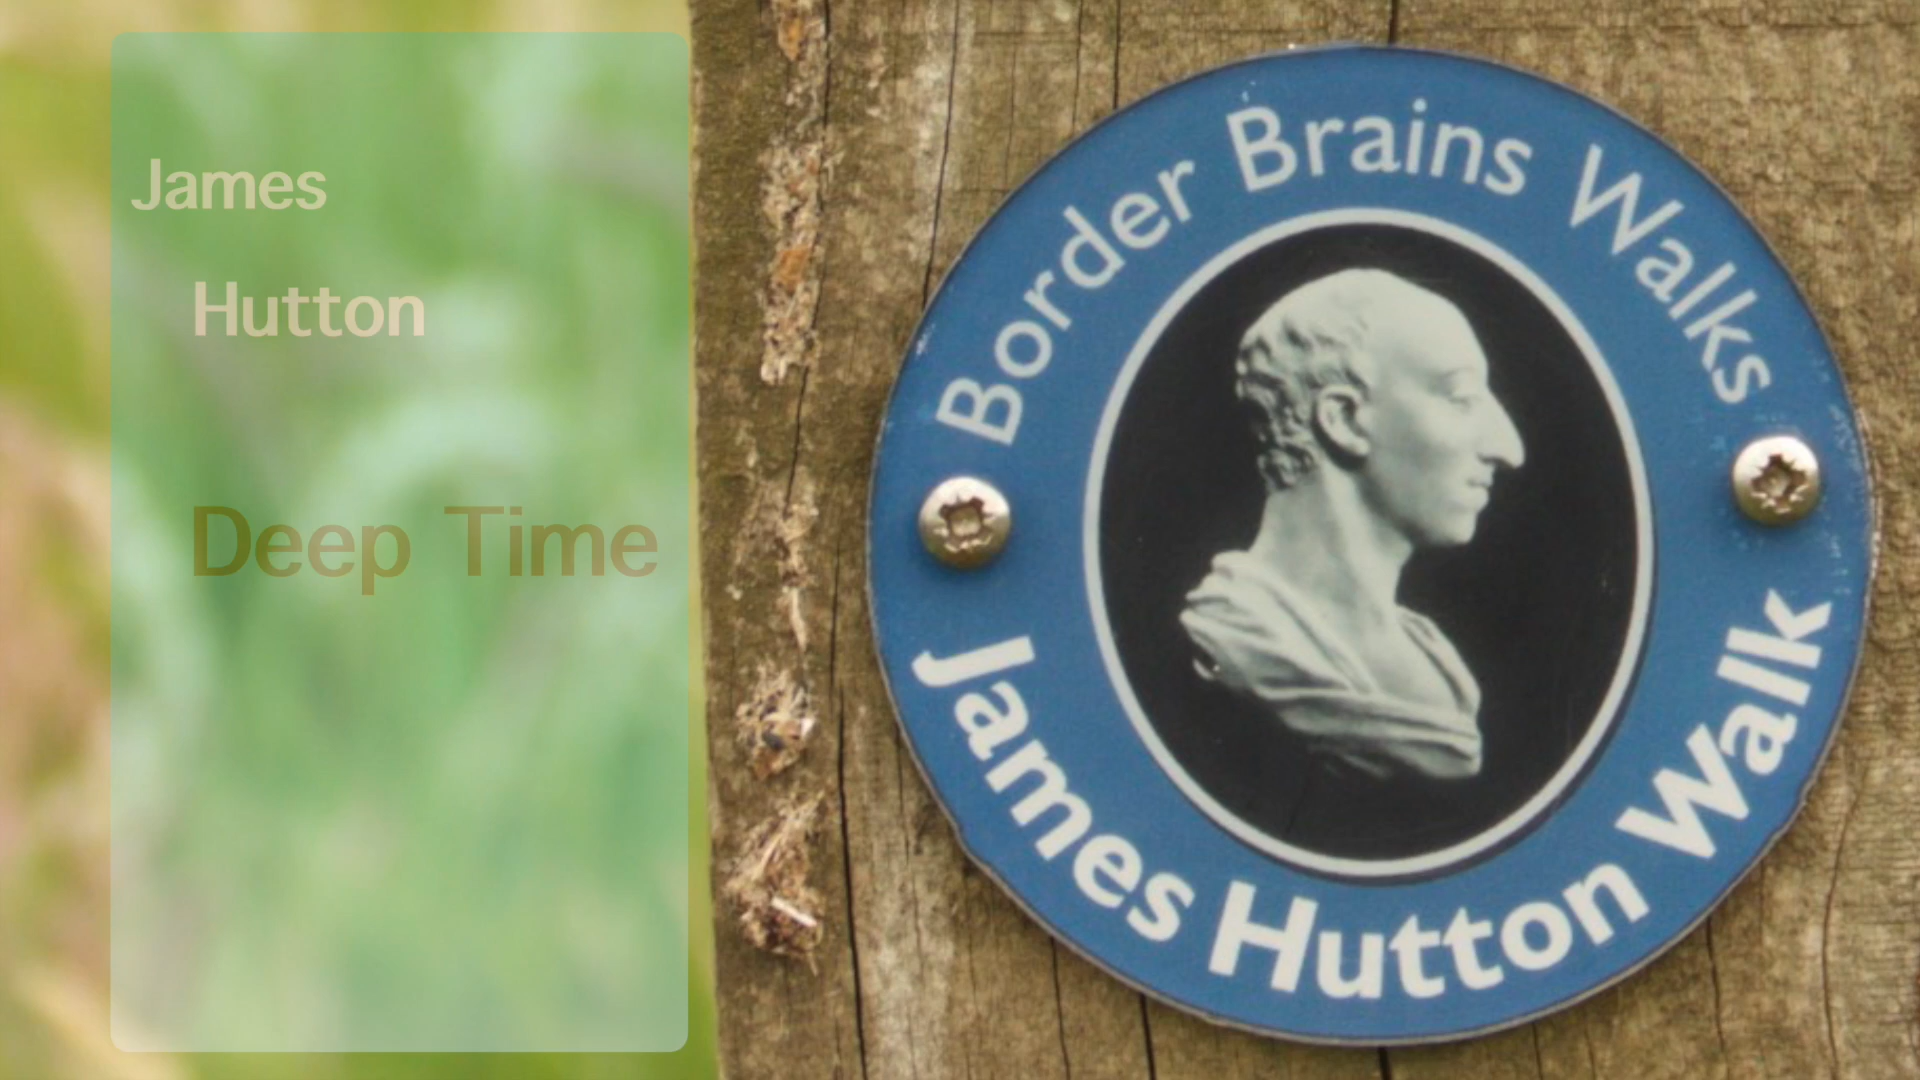 James
Hutton
Deep Time
Border Brains Walks
James Hutton Walk